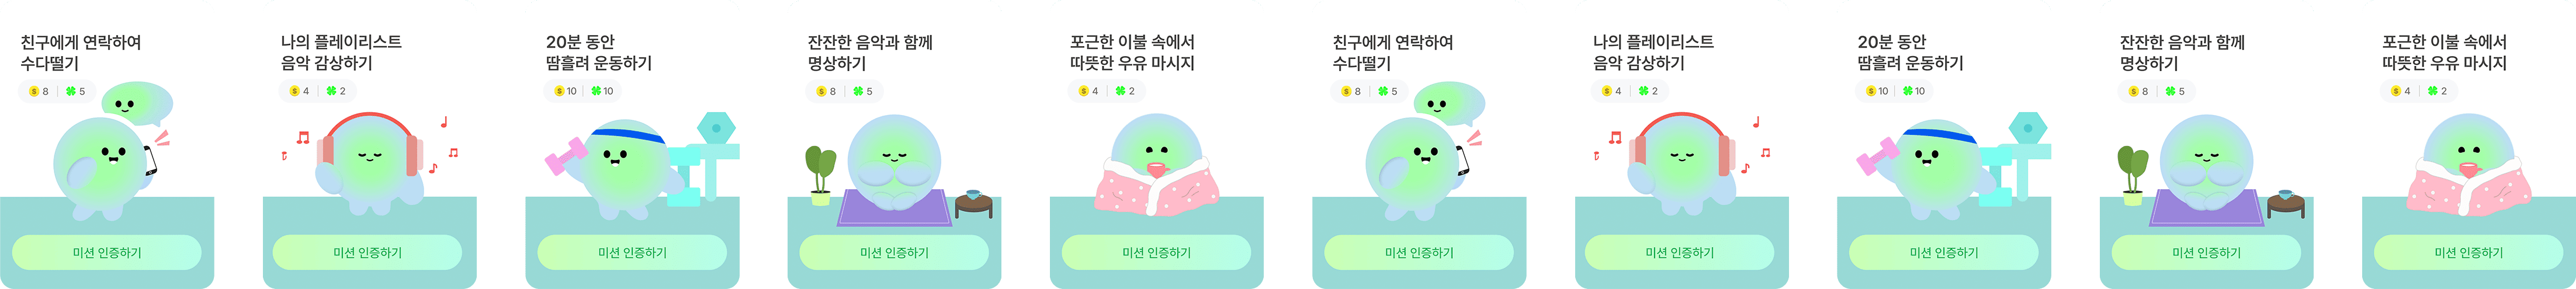 친구에게 연락하여
수다떨기
8 5
미션 인증하기
나의 플레이리스트
음악 감상하기
4 2
미션 인증하기
20분 동안
땀흘려 운동하기
10 10
미션 인증하기
잔잔한 음악과 함께
명상하기
8 5
미션 인증하기
포근한 이불 속에서
따뜻한 우유 마시지
4 2
미션 인증하기
친구에게 연락하여
수다떨기
8 5
미션 인증하기
나의 플레이리스트
음악 감상하기
4 2
미션 인증하기
20분 동안
땀흘려 운동하기
10 10
미션 인증하기
잔잔한 음악과 함께
명상하기
8 5
미션 인증하기
포근한 이불 속에서
따뜻한 우유 마시지
4 2
미션 인증하기